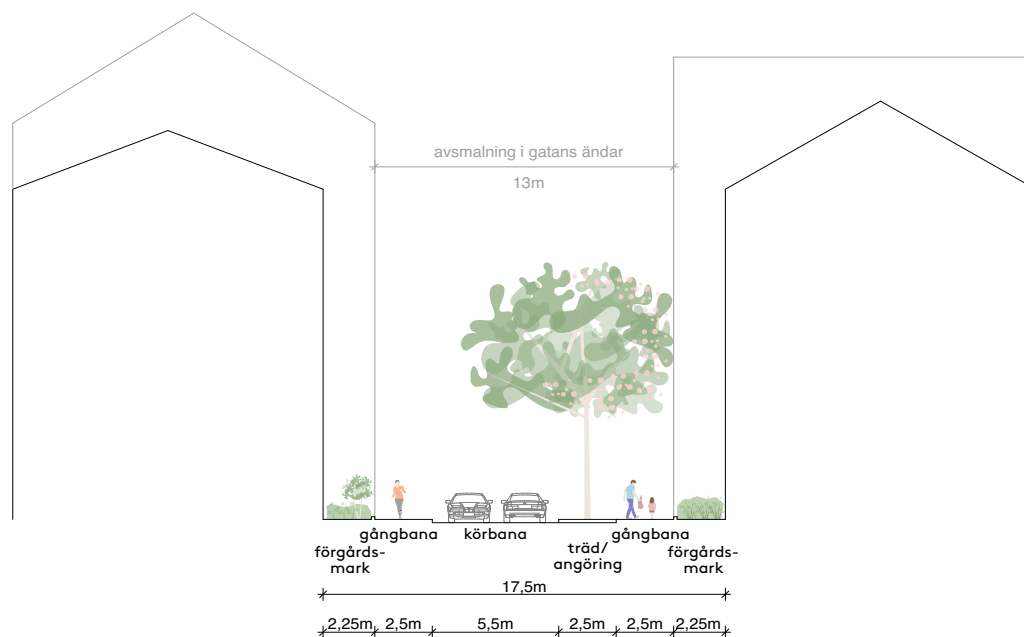 avsmalning i gatans ändar
13m
gångbana
körbana
gångbana
förgårds-
mark
träd/
angöring
förgårds-
mark
17,5m
2,25m 2,5m 5,5m 2,5m 2,5m 2,25m